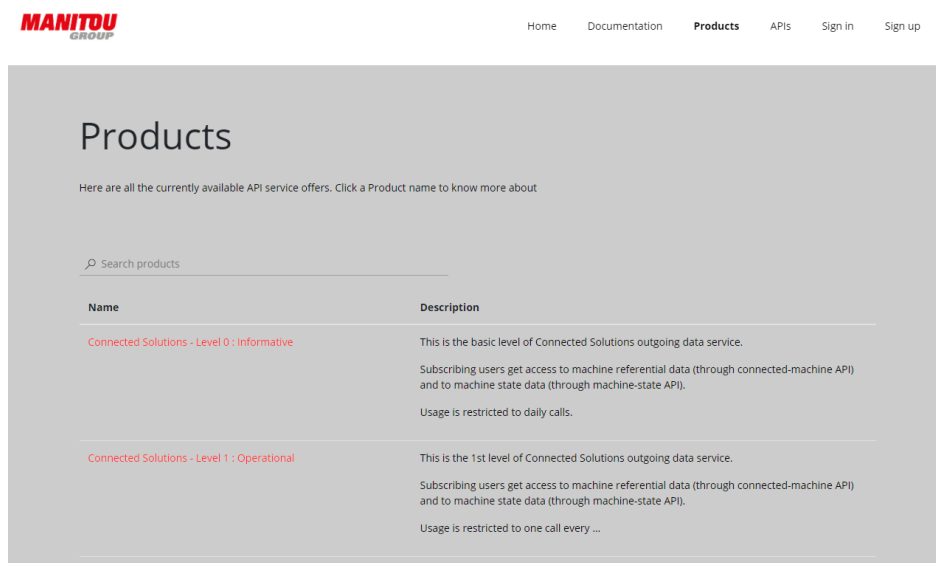 MANITOU
GROUP
Home Documentation Products APIs Sign in Sign up
Products
Here are all the currently available API service offers. Click a Product name to know more about
Search products
Name Description
Connected Solutions - Level 0 : Informative This is the basic level of Connected Solutions outgoing data service.
Subscribing users get access to machine referential data (through connected-machine API)
and to machine state data (through machine-state API).
Usage is restricted to daily calls.
Connected Solutions - Level 1 : Operational This is the 1st level of Connected Solutions outgoing data service.
Subscribing users get access to machine referential data (through connected-machine API)
and to machine state data (through machine-state API).
Usage is restricted to one call every ...